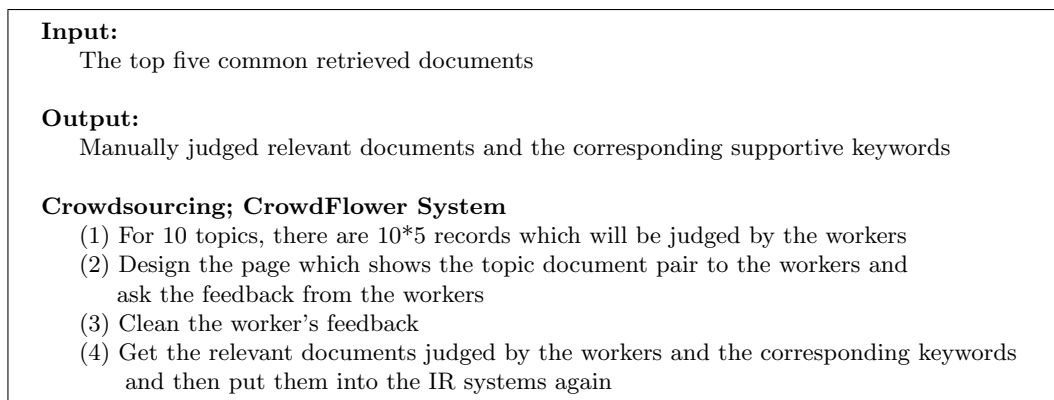 Input:
The top five common retrieved documents
Output:
Manually judged relevant documents and the corresponding supportive keywords
Crowdsourcing; CrowdFlower System
(1) For 10 topics, there are 10*5 records which will be judged by the workers
(2) Design the page which shows the topic document pair to the workers and
ask the feedback from the workers
(3) Clean the worker's feedback
(4) Get the relevant documents judged by the workers and the corresponding keywords
and then put them into the IR systems again